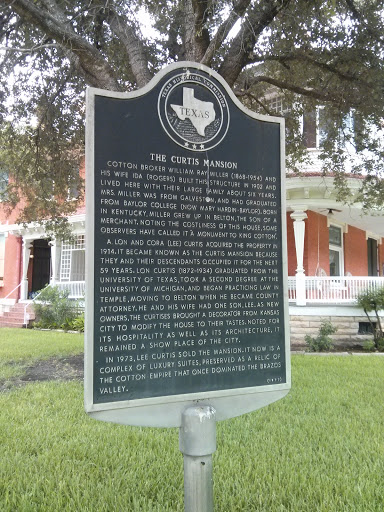 TEXAS HISTORICAL COMMISSION
TEXAS
THE CURTIS MANSION
COTTON BROKER WILLIAM RAY MILLER (1868-1954) AND
HIS WIFE IDA (ROGERS) BUILT THIS STRUCTURE IN 1902 AND
LIVED HERE WITH THEIR LARGE FAMILY ABOUT SIX YEARS.
MRS. MILLER WAS FROM GALVESTON, AND HAD GRADUATED
FROM BAYLOR COLLEGE (NOW MARY HARDIN-BAYLOR). BORN
IN KENTUCKY, MILLER GREW UP IN BELTON, THE SON OF A
MERCHANT. NOTING THE COSTLINESS OF THIS HOUSE, SOME
OBSERVERS HAVE CALLED IT A MONUMENT TO KING COTTON.
A. LON AND CORA (LEE) CURTIS ACQUIRED THE PROPERTY IN
1914. IT BECAME KNOWN AS THE CURTIS MANSION BECAUSE
THEY AND THEIR DESCENDANTS OCCUPIED IT FOR THE NEXT
59 YEARS. LON CURTIS (1872-1934) GRADUATED FROM THE
UNIVERSITY OF TEXAS, TOOK A SECOND DEGREE AT THE
UNIVERSITY OF MICHIGAN, AND BEGAN PRACTICING LAW IN
TEMPLE, MOVING TO BELTON WHEN HE BECAME COUNTY
ATTORNEY. HE AND HIS WIFE HAD ONE SON, LEE. AS NEW
OWNERS, THE CURTISES BROUGHT A DECORATOR FROM KANSAS
CITY TO MODIFY THE HOUSE TO THEIR TASTES. NOTED FOR
ITS HOSPITALITY AS WELL AS ITS ARCHITECTURE, IT
REMAINED A SHOW PLACE OF THE CITY.
IN 1973, LEE CURTIS SOLD THE MANSION. IT NOW IS A
COMPLEX OF LUXURY SUITES, PRESERVED AS A RELIC OF
THE COTTON EMPIRE THAT ONCE DOMINATED THE BRAZOS
VALLEY.